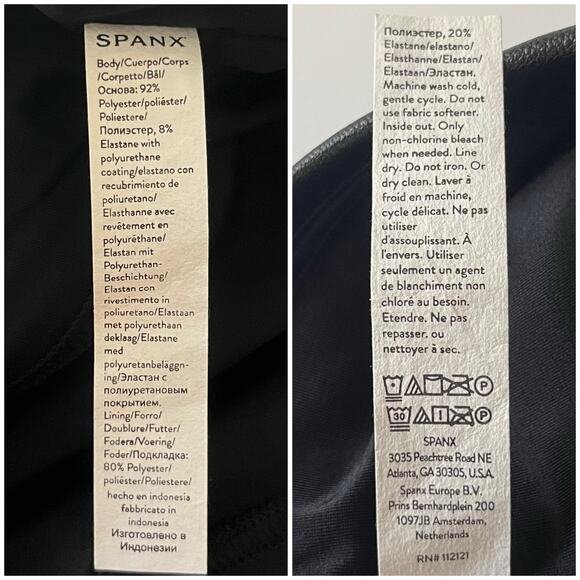 SPANX
Body/Cuerpo/Corps
/Corpetto/Bål/
Основа: 92%
Polyester/poliéster/
Poliestere/
Полиэстер, 8%
Elastane with
polyurethane
coating/elastano con
recubrimiento de
poliuretano/
Elasthanne avec
revêtement en
polyuréthane/
Elastan mit
Polyurethan-
Beschichtung/
Elastan con
rivestimento in
poliuretano/Elastaan
met polyurethaan
deklaag/Elastane
med
polyuretanbeläggn-
ing/Эластан с
полиуретановым
покрытием.
Lining/Forro/
Doublure/Futter/
Fodera/Voering/
Foder/Подкладка:
80% Polyester/
poliéster/Poliestere/
hecho en indonesia
fabbricato in
indonesia
Изготовлено в
Индонезии
Полиэстер, 20%
Elastane/elastano/
Elasthanne/Elastan/
Elastaan/Эластан.
Machine wash cold,
gentle cycle. Do not
use fabric softener.
Inside out. Only
non-chlorine bleach
when needed. Line
dry. Do not iron. Or
dry clean. Laver à
froid en machine,
cycle délicat. Ne pas
utiliser
d'assouplissant. À
l'envers. Utiliser
seulement un agent
de blanchiment non
chloré au besoin.
Etendre. Ne pas
repasser. ou
nettoyer à sec.
P
30 P
SPANX
3035 Peachtree Road NE
Atlanta, GA 30305, U.S.A.
Spanx Europe B.V.
Prins Bernhardplein 200
1097JB Amsterdam,
Netherlands
RN# 112121